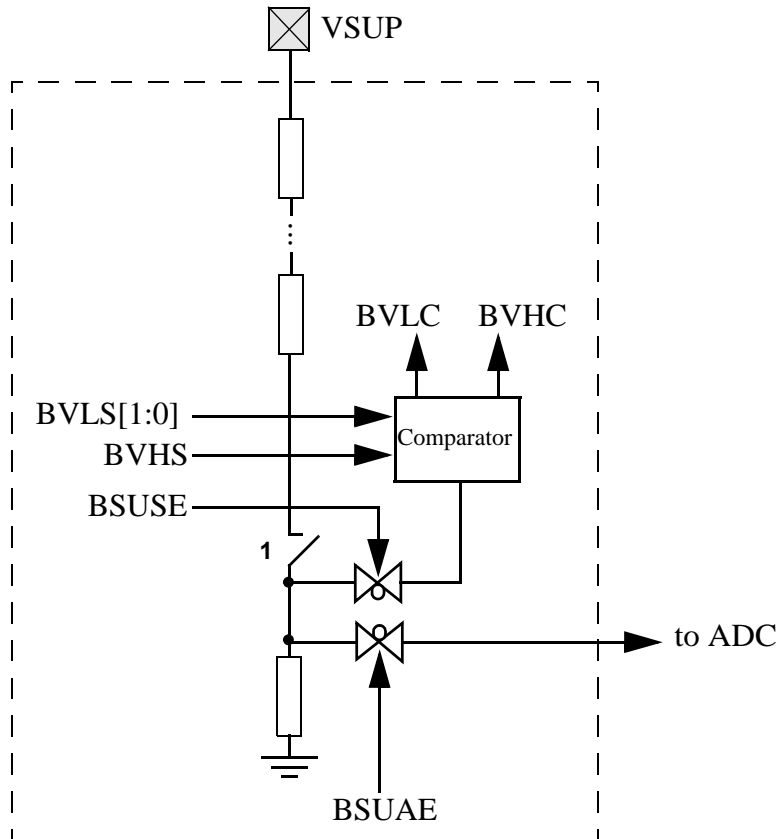 VSUP
BVLC
BVHC
BVLS[1:0]
Comparator
BVHS
BSUSE
1
to ADC
BSUAE